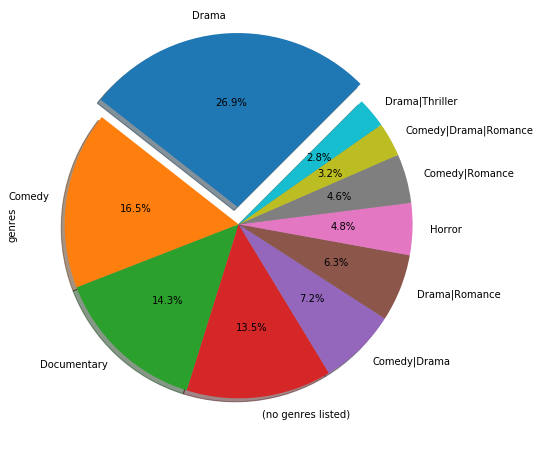 Drama
26.9%
Drama|Thriller
2.8%
Comedy|Drama|Romance
3.2%
Comedy|Romance
4.6%
Horror
4.8%
Drama|Romance
6.3%
Comedy|Drama
7.2%
(no genres listed)
13.5%
Documentary
14.3%
Comedy
16.5%
genres